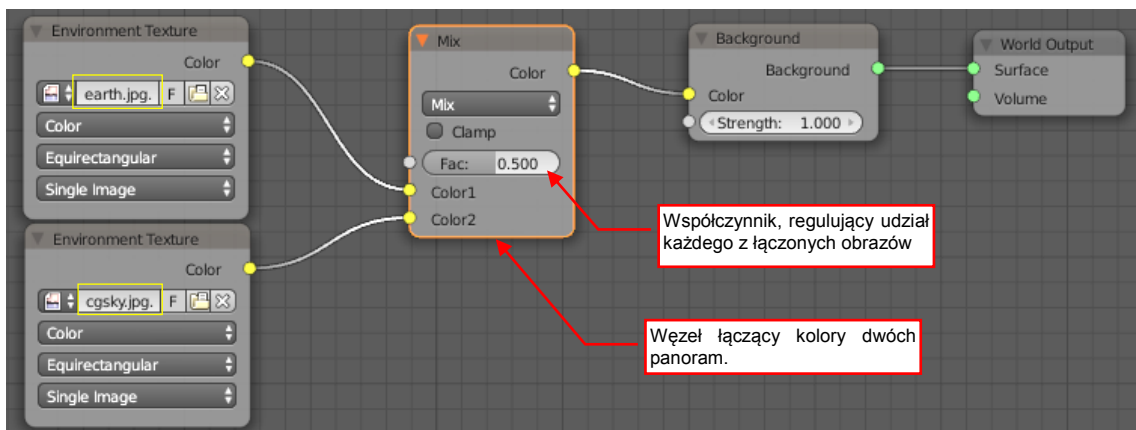 Environment Texture
Color
earth.jpg. F
Color
Equirectangular
Single Image
Environment Texture
Color
cgsky.jpg. F
Color
Equirectangular
Single Image
Mix
Color
Mix
Clamp
Fac: 0.500
Color1
Color2
Background
Background
Color
Strength: 1.000
World Output
Surface
Volume
Współczynnik, regulujący udział
każdego z łączonych obrazów
Węzeł łączący kolory dwóch
panoram.